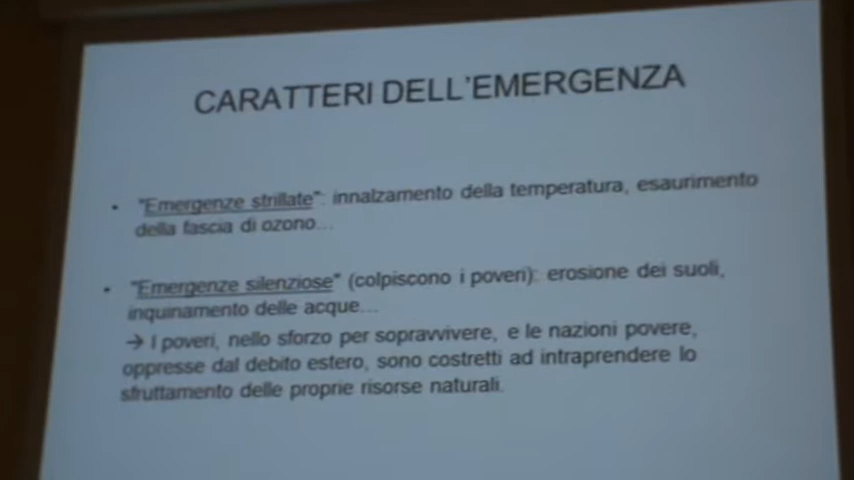 CARATTERI DELL'EMERGENZA
• "Emergenze strillate": innalzamento della temperatura, esaurimento
della fascia di ozono...
• "Emergenze silenziose" (colpiscono i poveri): erosione dei suoli,
inquinamento delle acque...
→ I poveri, nello sforzo per sopravvivere, e le nazioni povere,
oppresse dal debito estero, sono costretti ad intraprendere lo
sfruttamento delle proprie risorse naturali.